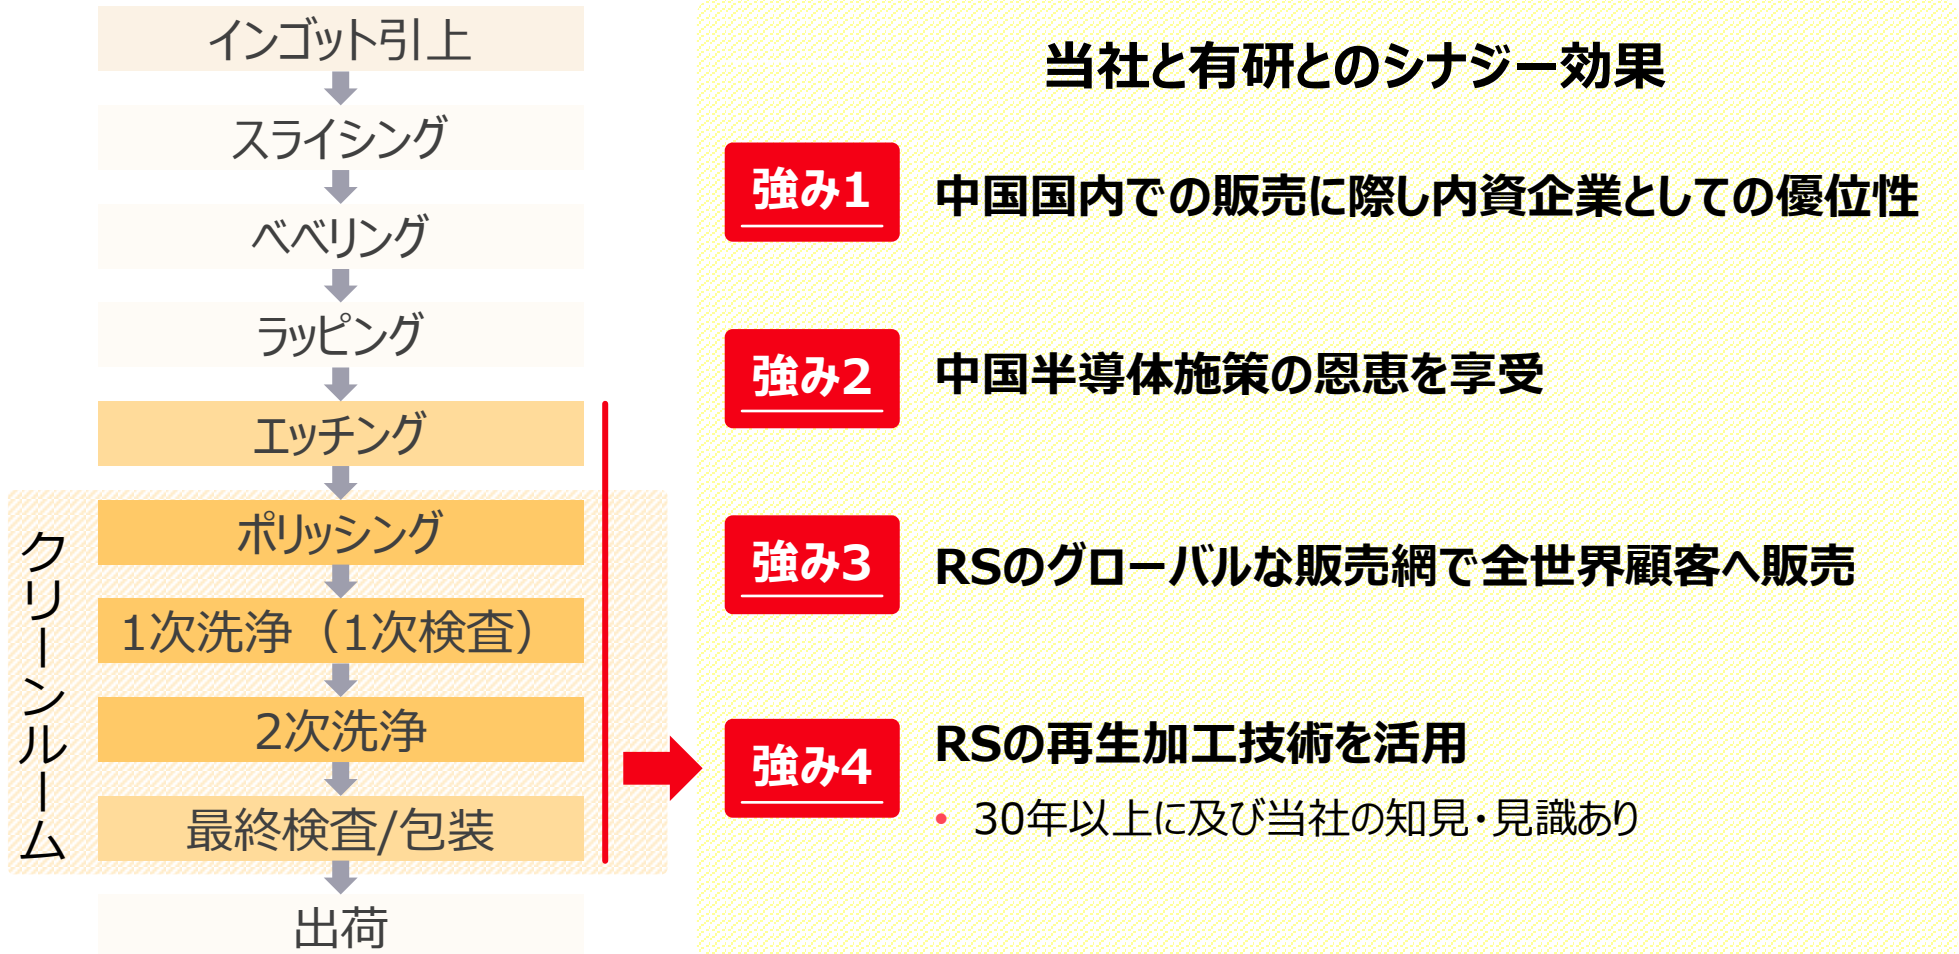 インゴット引上
スライシング
ベベリング
ラッピング
エッチング
ポリッシング
1次洗浄（1次検査）
2次洗浄
最終検査/包装
出荷
クリーンルーム
当社と有研とのシナジー効果
強み1
中国国内での販売に際し内資企業としての優位性
強み2
中国半導体施策の恩恵を享受
強み3
RSのグローバルな販売網で全世界顧客へ販売
強み4
RSの再生加工技術を活用
• 30年以上に及び当社の知見・見識あり